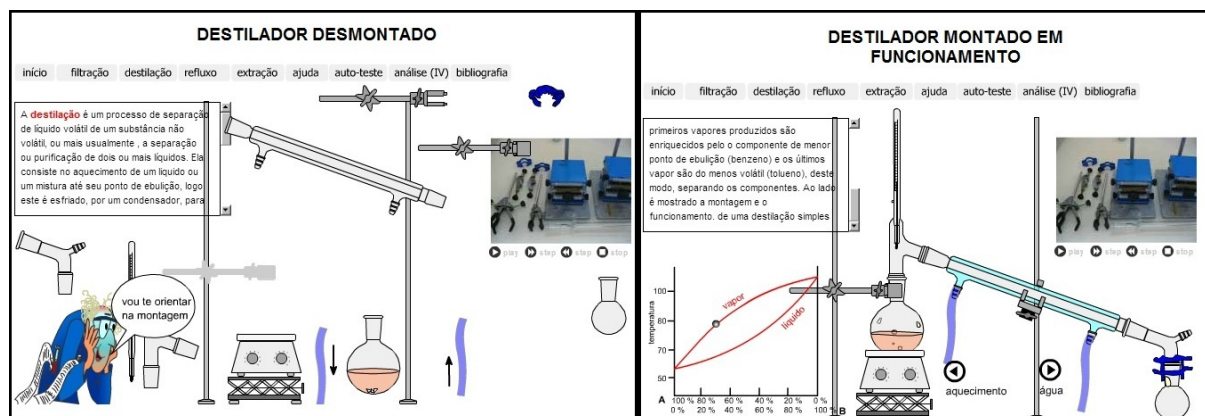 DESTILADOR DESMONTADO
início filtração destilação refluxo extração ajuda auto-teste análise (IV) bibliografia
A destilação é um processo de separação
de líquido volátil de um substância não
volátil, ou mais usualmente , a separação
ou purificação de dois ou mais líquidos. Ela
consiste no aquecimento de um líquido ou
um mistura até seu ponto de ebulição, logo
este é esfriado, por um condensador, para
play stop step stop
vou te orientar
na montagem
DESTILADOR MONTADO EM
FUNCIONAMENTO
início filtração destilação refluxo extração ajuda auto-teste análise (IV) bibliografia
primeiros vapores produzidos são
enriquecidos pelo o componente de menor
ponto de ebulição (benzeno) e os últimos
vapor são do menos volátil (tolueno), deste
modo, separando os componentes. Ao lado
é mostrado a montagem e o
funcionamento. de uma destilação simples
play step step stop
temperatura
100
80
70
50
vapor
líquido
A 100 % 80 % 60 % 40 % 20 % 0 %
0 % 20 % 40 % 60 % 80 % 100 % B
aquecimento
água